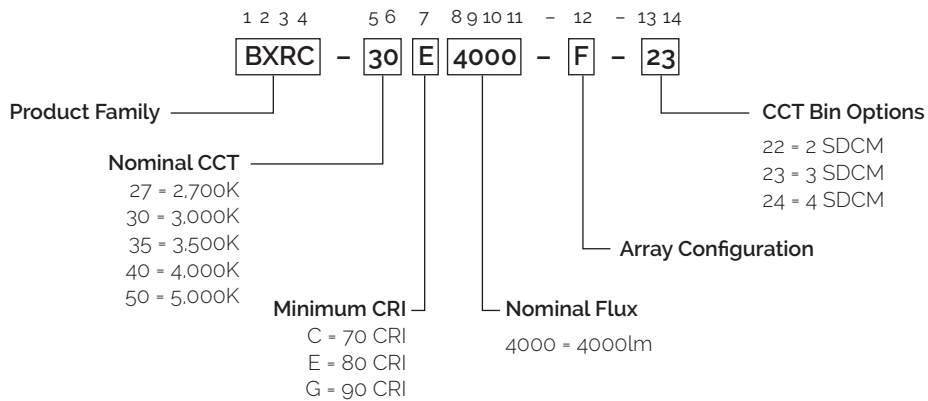 1 2 3 4 5 6 7 8 9 10 11 – 12 – 13 14
BXRC – 30 E 4000 – F – 23
Product Family
CCT Bin Options
22 = 2 SDCM
23 = 3 SDCM
24 = 4 SDCM
Nominal CCT
27 = 2,700K
30 = 3,000K
35 = 3,500K
40 = 4,000K
50 = 5,000K
Array Configuration
Minimum CRI
C = 70 CRI
E = 80 CRI
G = 90 CRI
Nominal Flux
4000 = 4000lm